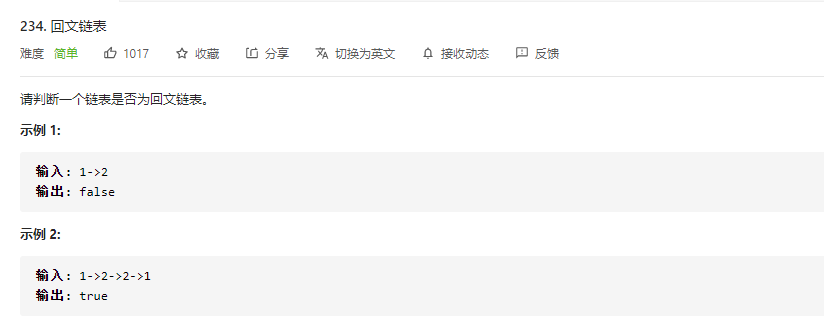 234. 回文链表
难度 简单 1017 收藏 分享 切换为英文 接收动态 反馈
请判断一个链表是否为回文链表。
示例 1:
输入: 1->2
输出: false
示例 2:
输入: 1->2->2->1
输出: true